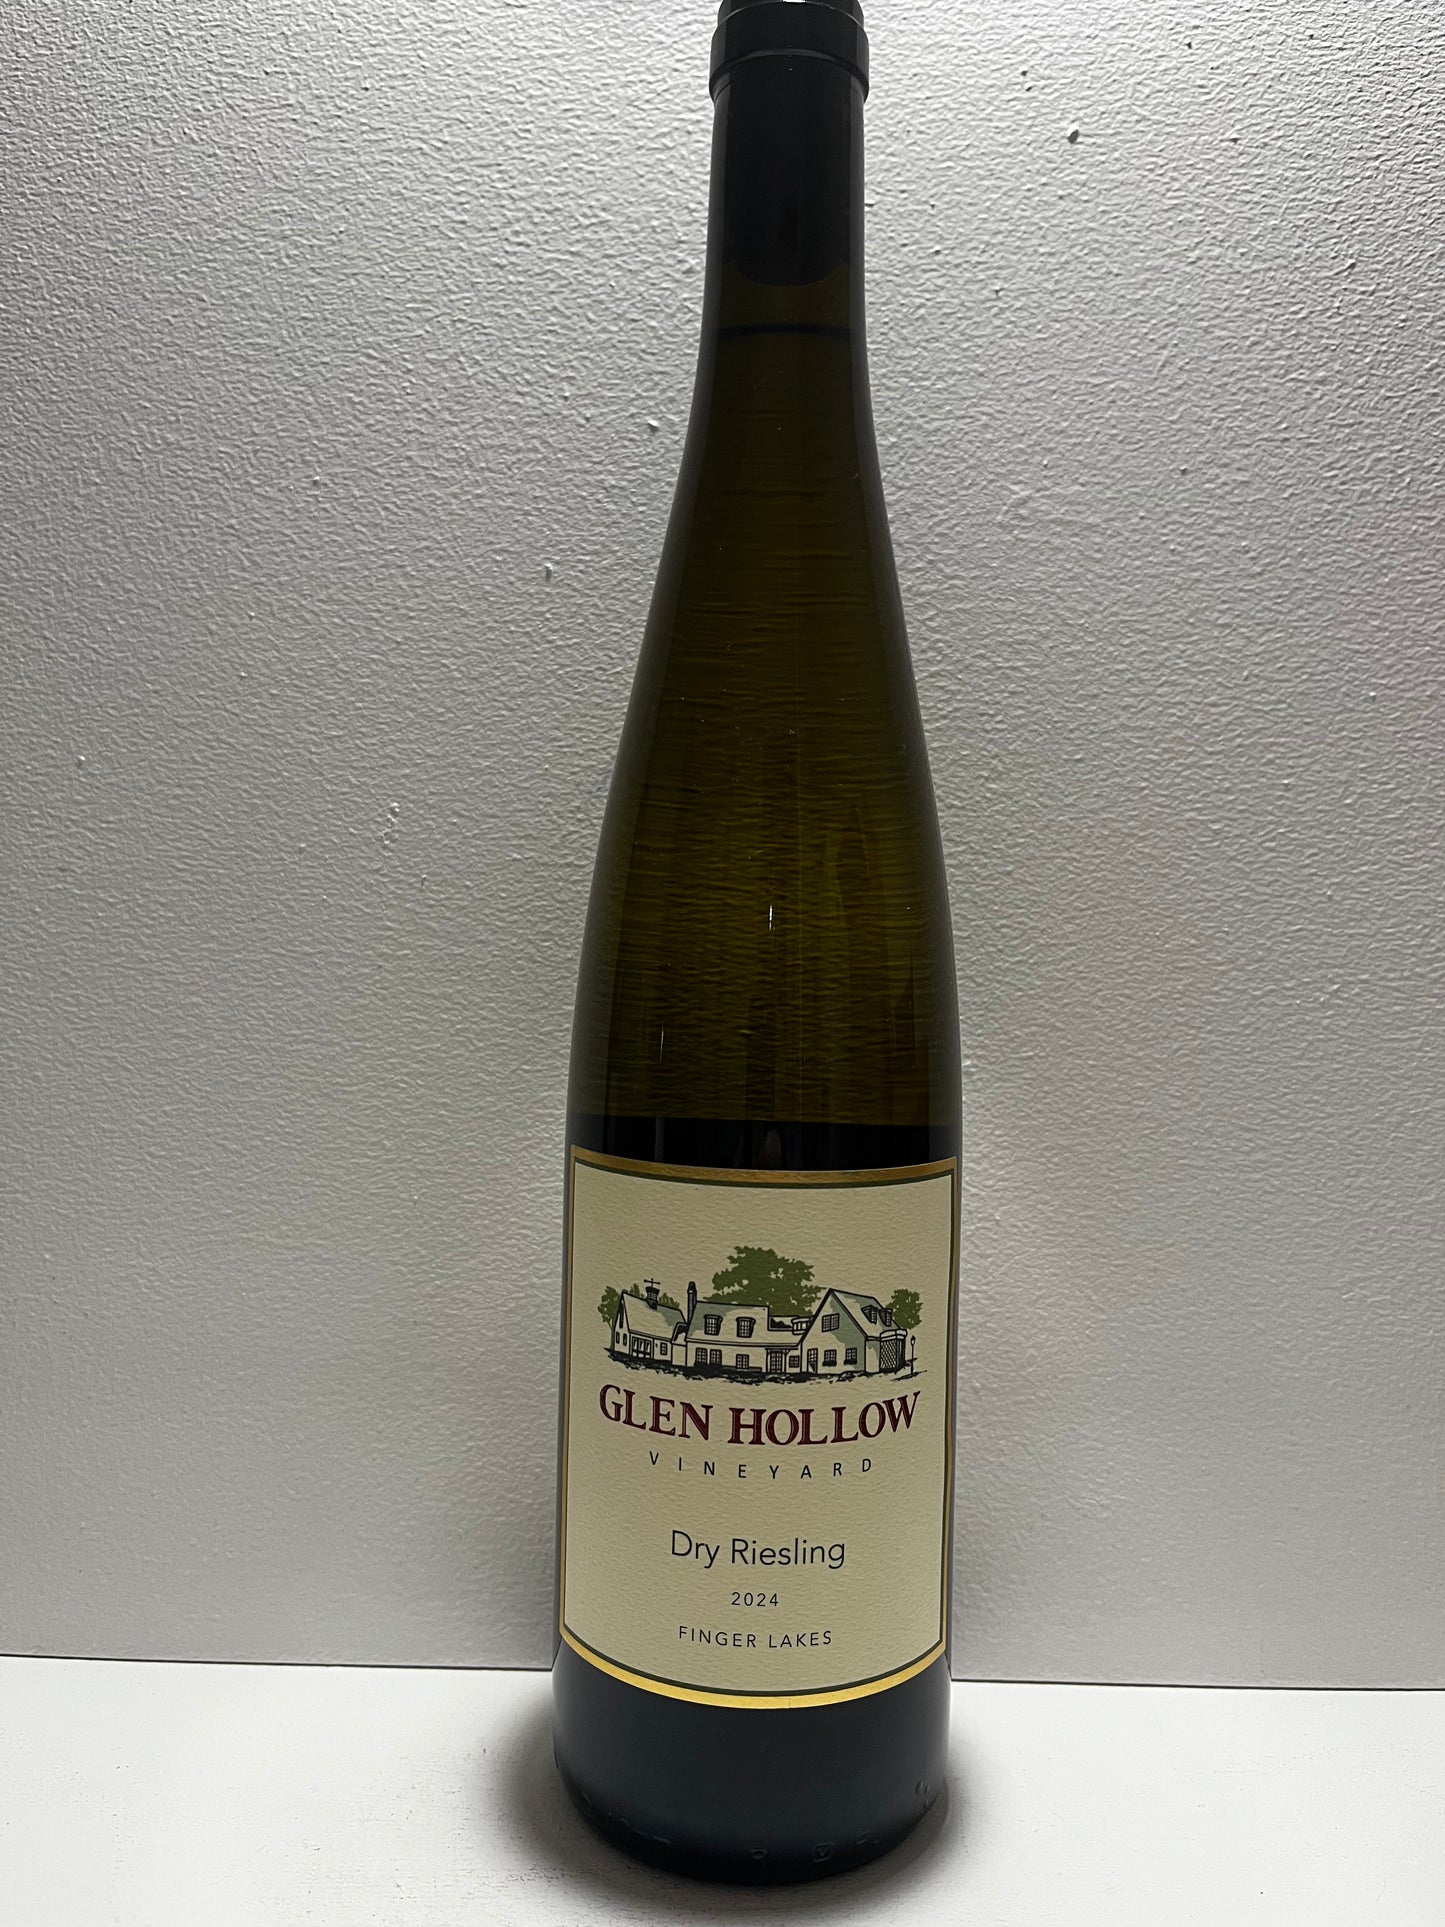 GLEN HOLLOW
VINEYARD
Dry Riesling
2024
FINGER LAKES